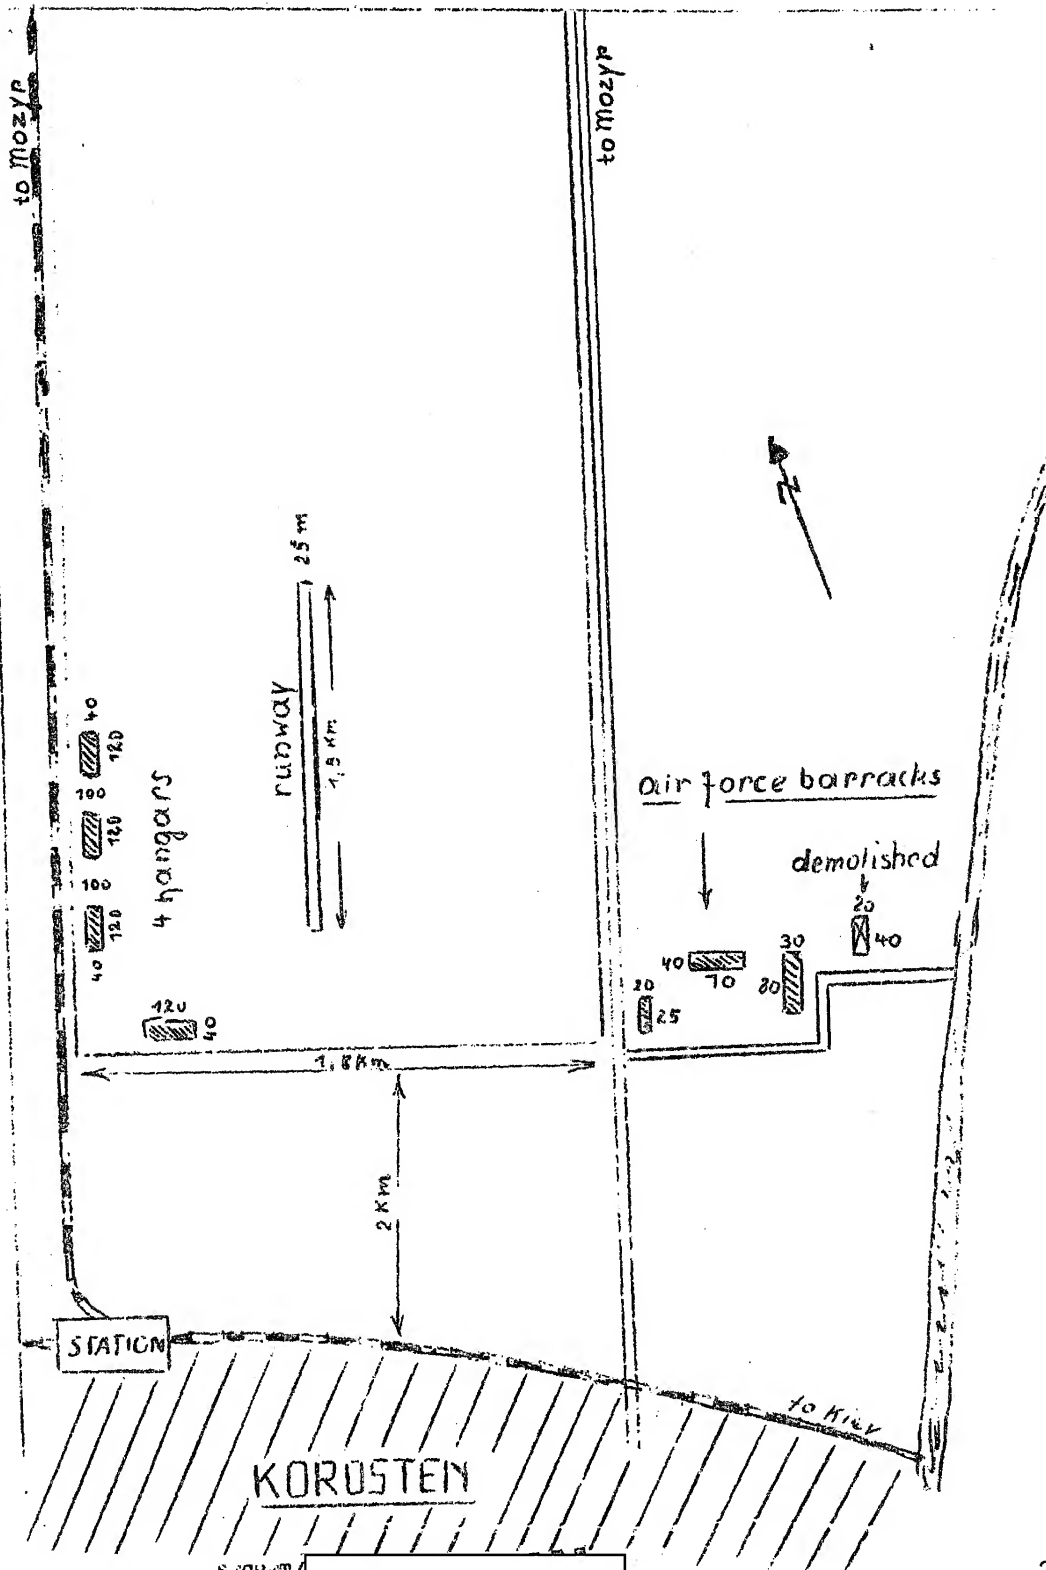 to Mozyr
to Mozyr
25 m
runway
1,5 Km
40
120
100
120
100
120
40
4 hangars
120
40
air force barracks
demolished
20
40
30
80
40
70
20
25
1,8 Km
2 Km
STATION
to Kiev
KOROSTEN